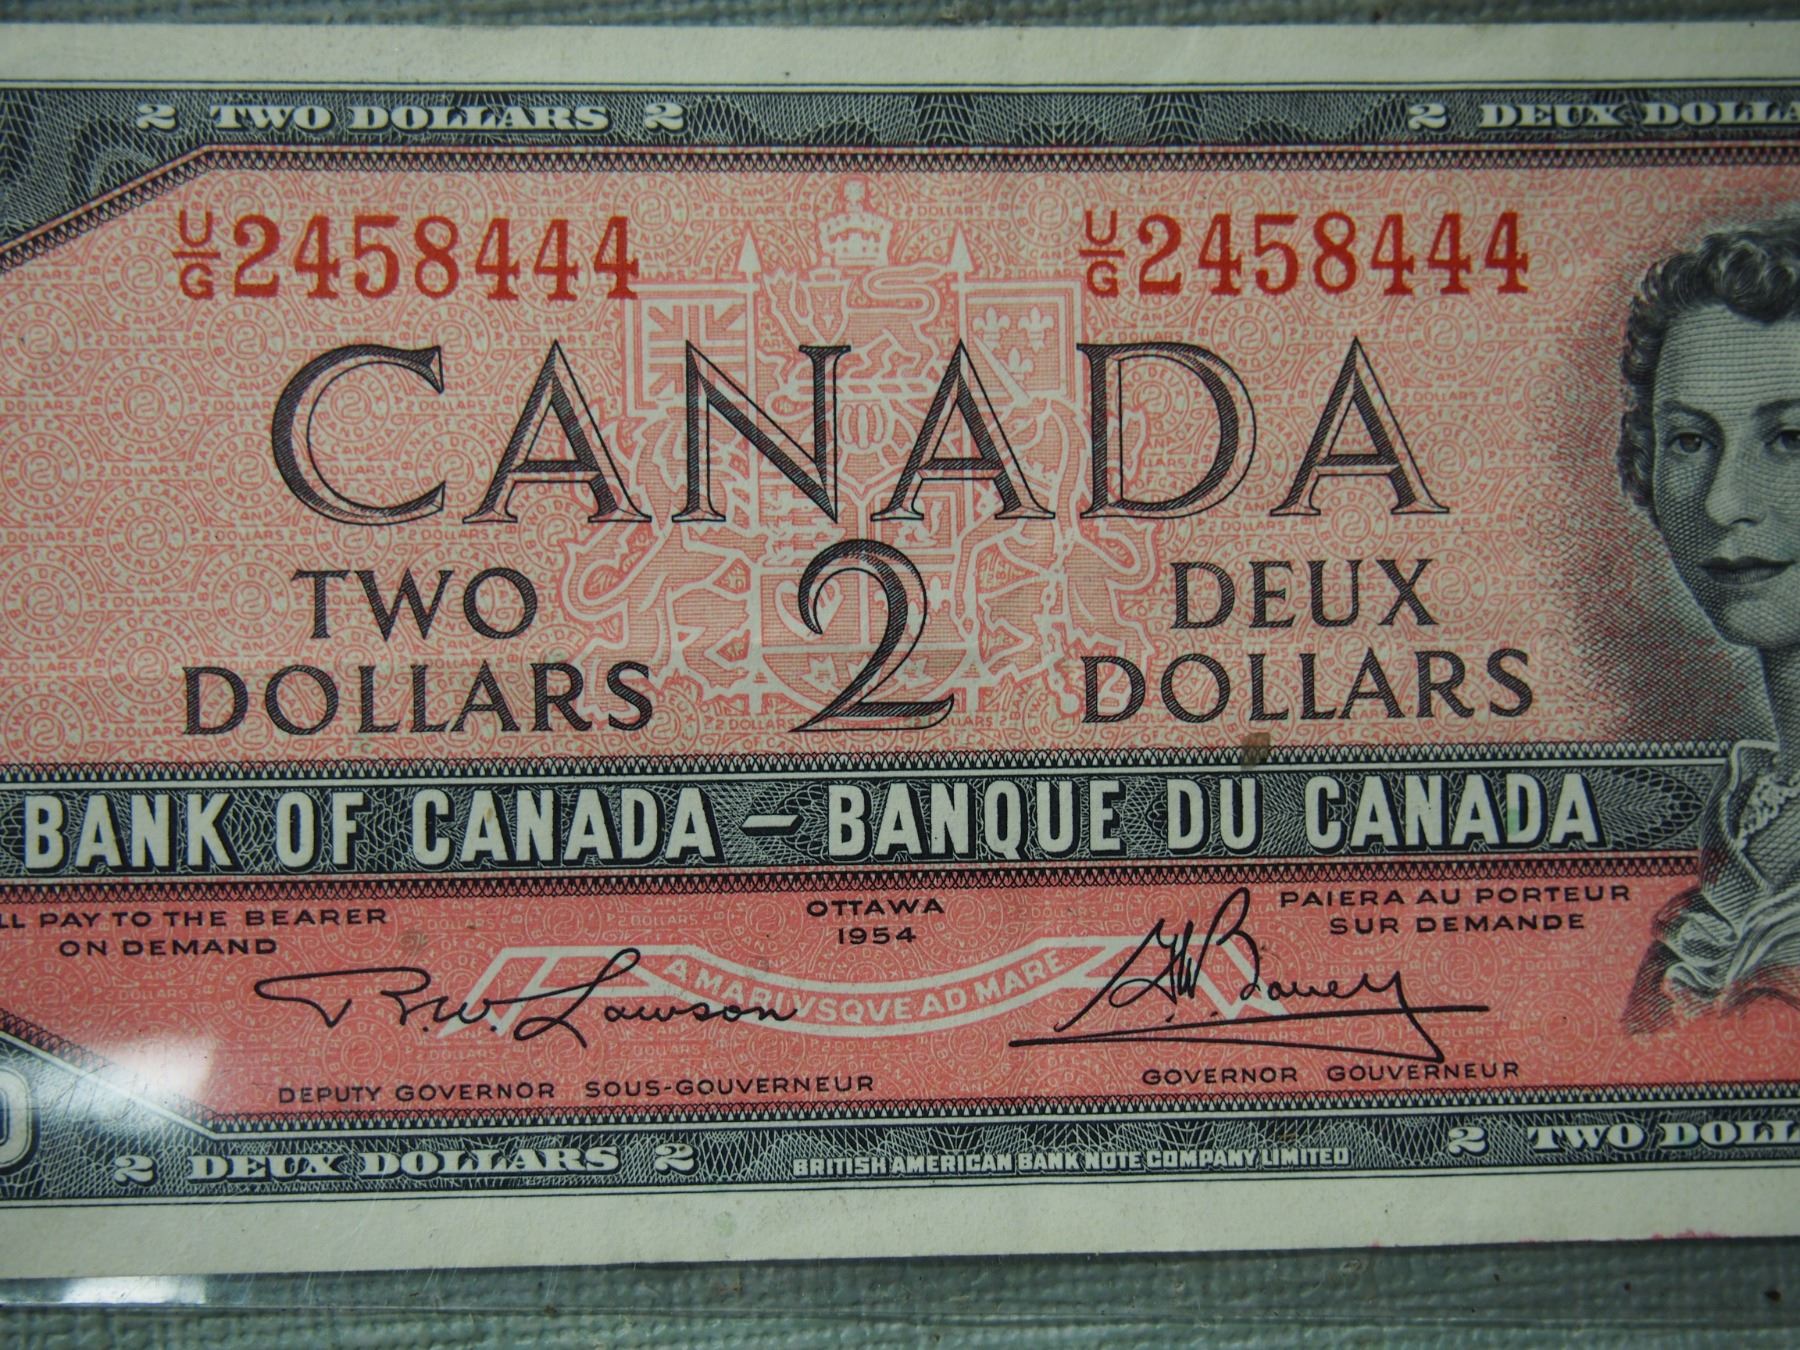 2 TWO DOLLARS 2
2 DEUX DOLLA
U/G 2458444
U/G 2458444
CANADA
TWO DOLLARS
2
DEUX DOLLARS
BANK OF CANADA – BANQUE DU CANADA
LL PAY TO THE BEARER
ON DEMAND
OTTAWA
1954
PAIERA AU PORTEUR
SUR DEMANDE
A MARI VSQVE AD MARE
R.W. Lawson
G.K. Bouey
DEPUTY GOVERNOR SOUS-GOUVERNEUR
GOVERNOR GOUVERNEUR
2 DEUX DOLLARS 2
BRITISH AMERICAN BANK NOTE COMPANY LIMITED
2 TWO DOLL